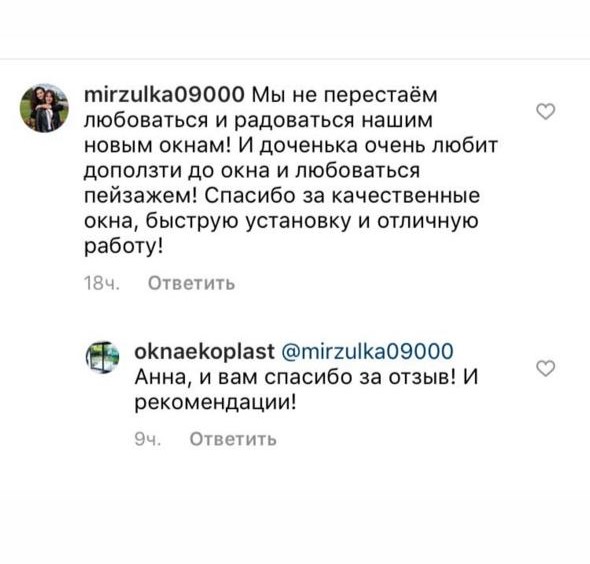 mirzulka09000 Мы не перестаём
любоваться и радоваться нашим
новым окнам! И доченька очень любит
доползти до окна и любоваться
пейзажем! Спасибо за качественные
окна, быструю установку и отличную
работу!
18ч. Ответить
oknaekoplast @mirzulka09000
Анна, и вам спасибо за отзыв! И
рекомендации!
9ч. Ответить